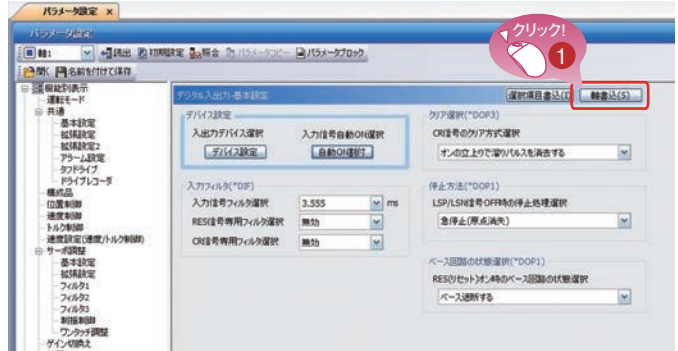 パラメータ設定 ×
パラメータ設定
軸1 読出 初期設定 照合 パラメータコピー パラメータブロック
開く 名前を付けて保存
クリック!
1
機能別表示
運転モード
共通
基本設定
拡張設定
拡張設定2
アラーム設定
タフドライブ
ドライブレコーダ
構成品
位置制御
速度制御
トルク制御
速度設定(速度/トルク制御)
サーボ調整
基本設定
拡張設定
フィルタ1
フィルタ2
フィルタ3
制振制御
ワンタッチ調整
ゲイン切換え
デジタル入出力-基本設定
選択項目書込(I) 軸書込(S)
デバイス設定
入出力デバイス選択 入力信号自動ON選択
デバイス設定 自動ON選択
入力フィルタ(*DIF)
入力信号フィルタ選択 3.555 ms
RES信号専用フィルタ選択 無効
CR信号専用フィルタ選択 無効
クリア選択(*DOP3)
CR信号のクリア方式選択
オンの立上りで溜りパルスを消去する
停止方法(*DOP1)
LSP/LSN信号OFF時の停止処理選択
急停止(原点消失)
ベース回路の状態選択(*DOP1)
RES(リセット)オン時のベース回路の状態選択
ベース遮断する